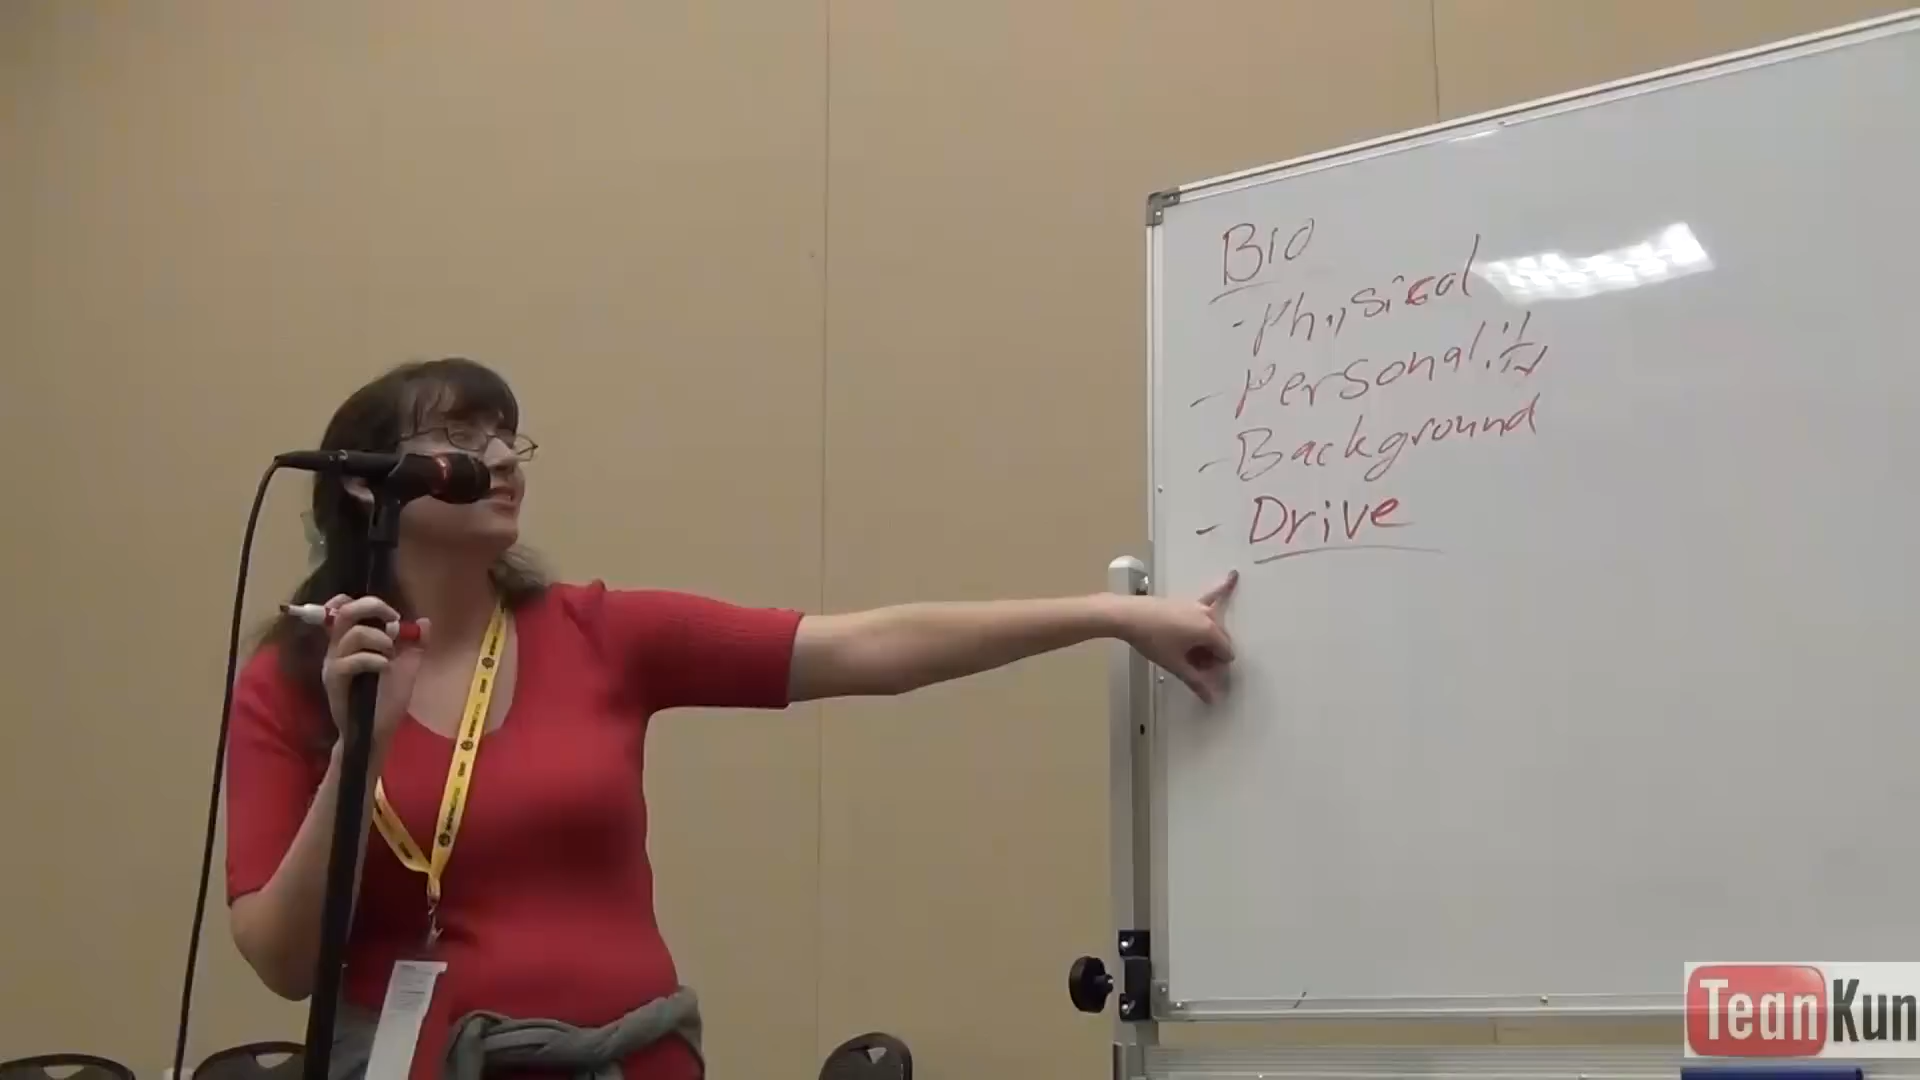 Bio
- Physical
- Personality
- Background
- Drive
TeanKun